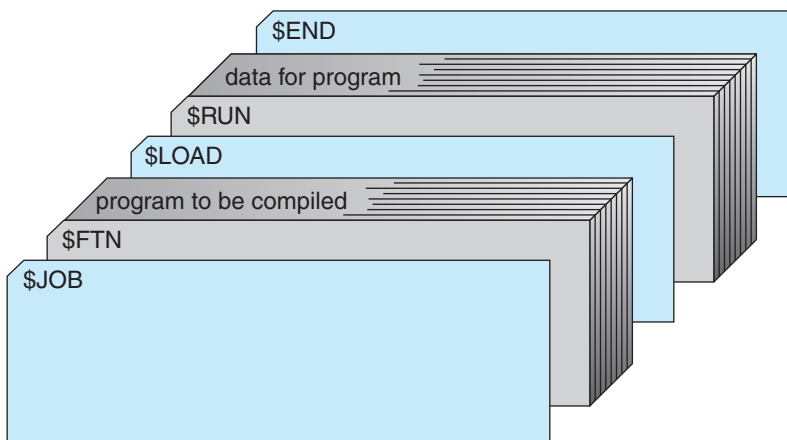 $END
data for program
$RUN
$LOAD
program to be compiled
$FTN
$JOB